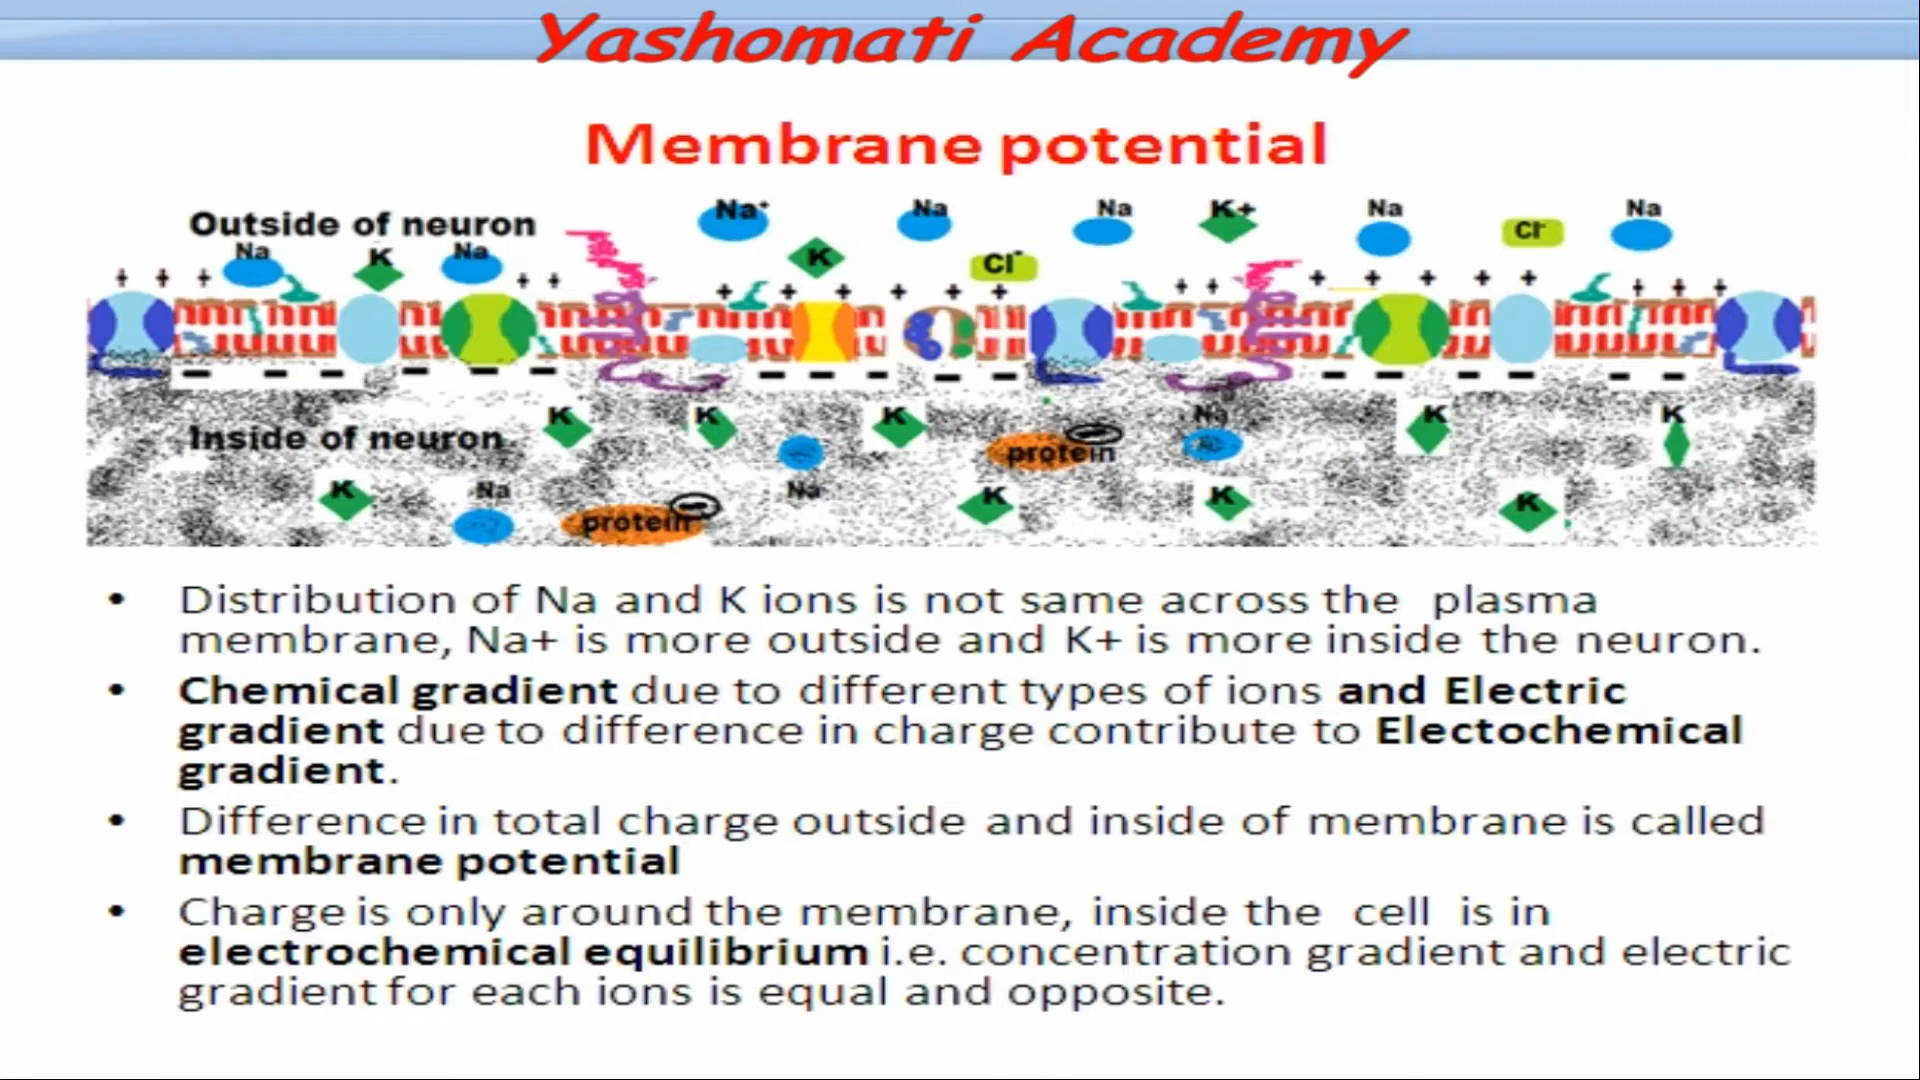 Yashomati Academy
Membrane potential
Outside of neuron
Na⁺ Na Na K+ Na Cl⁻ Na
Na K Na K Cl⁻
+ + + + + + + + + + + + + + + + + + + + +
- - - - - - - - - - - - - - - -
K K K protein - Na K K
Inside of neuron
K Na protein - Na K K K
• Distribution of Na and K ions is not same across the plasma
membrane, Na+ is more outside and K+ is more inside the neuron.
• Chemical gradient due to different types of ions and Electric
gradient due to difference in charge contribute to Electochemical
gradient.
• Difference in total charge outside and inside of membrane is called
membrane potential
• Charge is only around the membrane, inside the cell is in
electrochemical equilibrium i.e. concentration gradient and electric
gradient for each ions is equal and opposite.